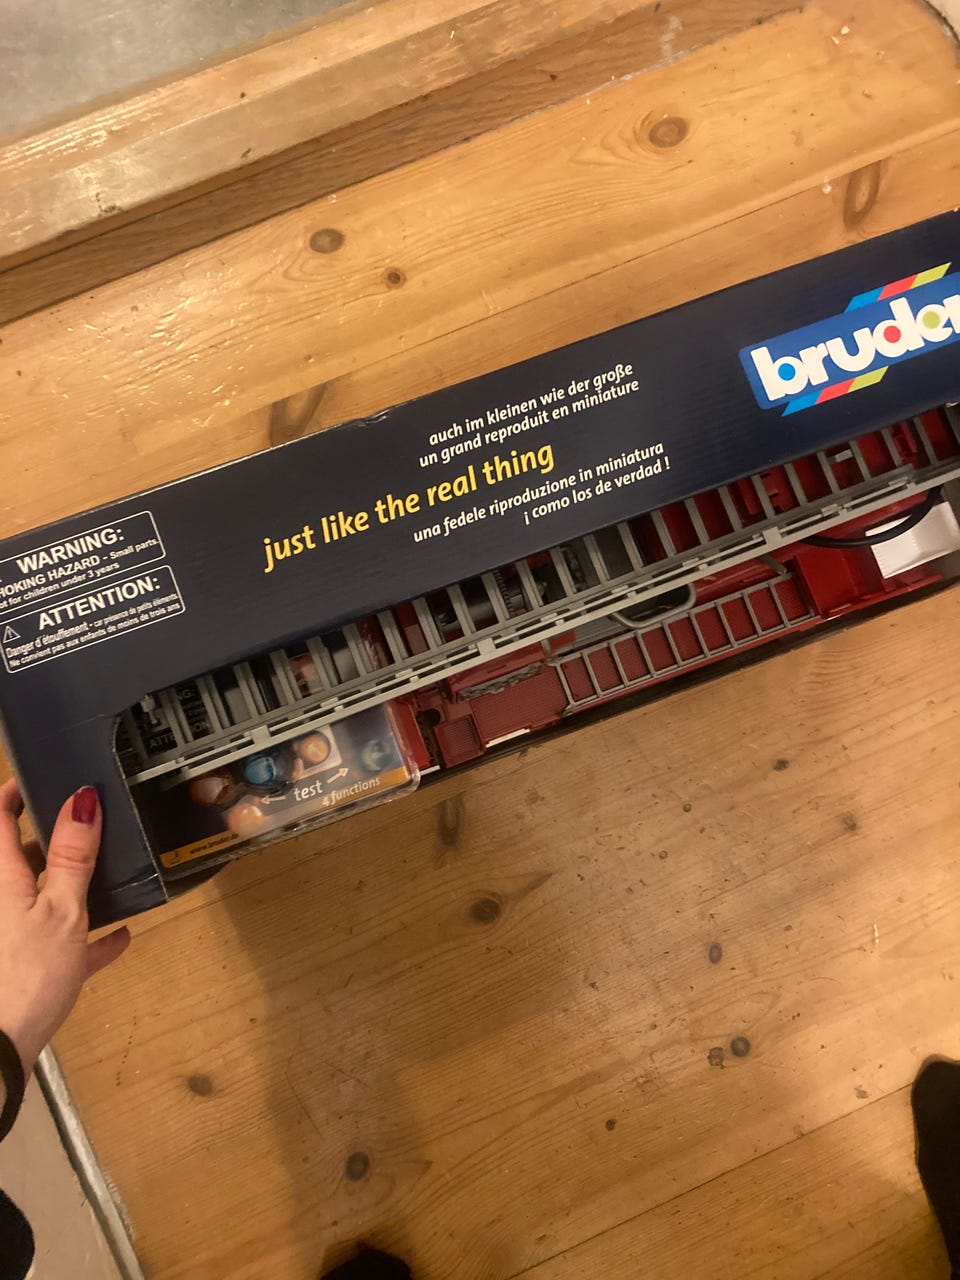 bruder
auch im kleinen wie der große
un grand reproduit en miniature
just like the real thing
una fedele riproduzione in miniatura
¡ como los de verdad !
WARNING:
HOKING HAZARD - Small parts.
ot for children under 3 years
ATTENTION:
Danger d'étouffement - car présence de petits éléments.
Ne convient pas aux enfants de moins de trois ans
test
4 functions
www.bruder.de